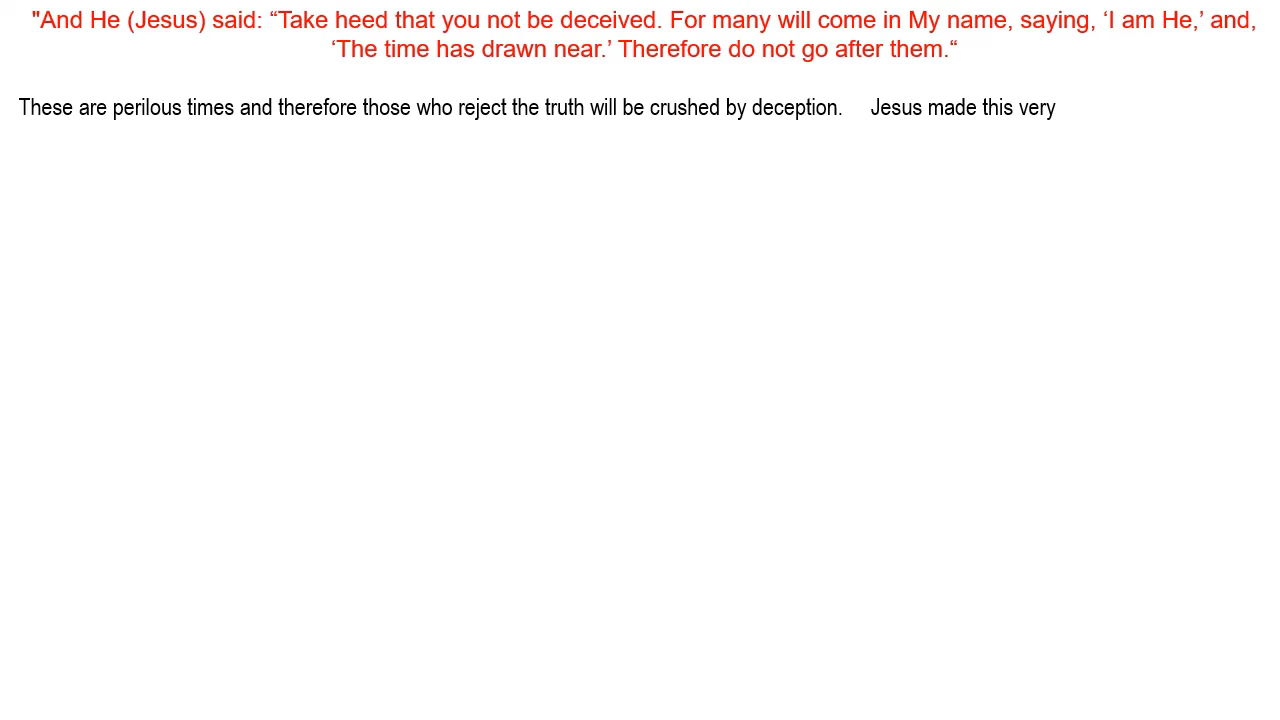 "And He (Jesus) said: “Take heed that you not be deceived. For many will come in My name, saying, ‘I am He,’ and,
‘The time has drawn near.’ Therefore do not go after them.“
These are perilous times and therefore those who reject the truth will be crushed by deception. Jesus made this very